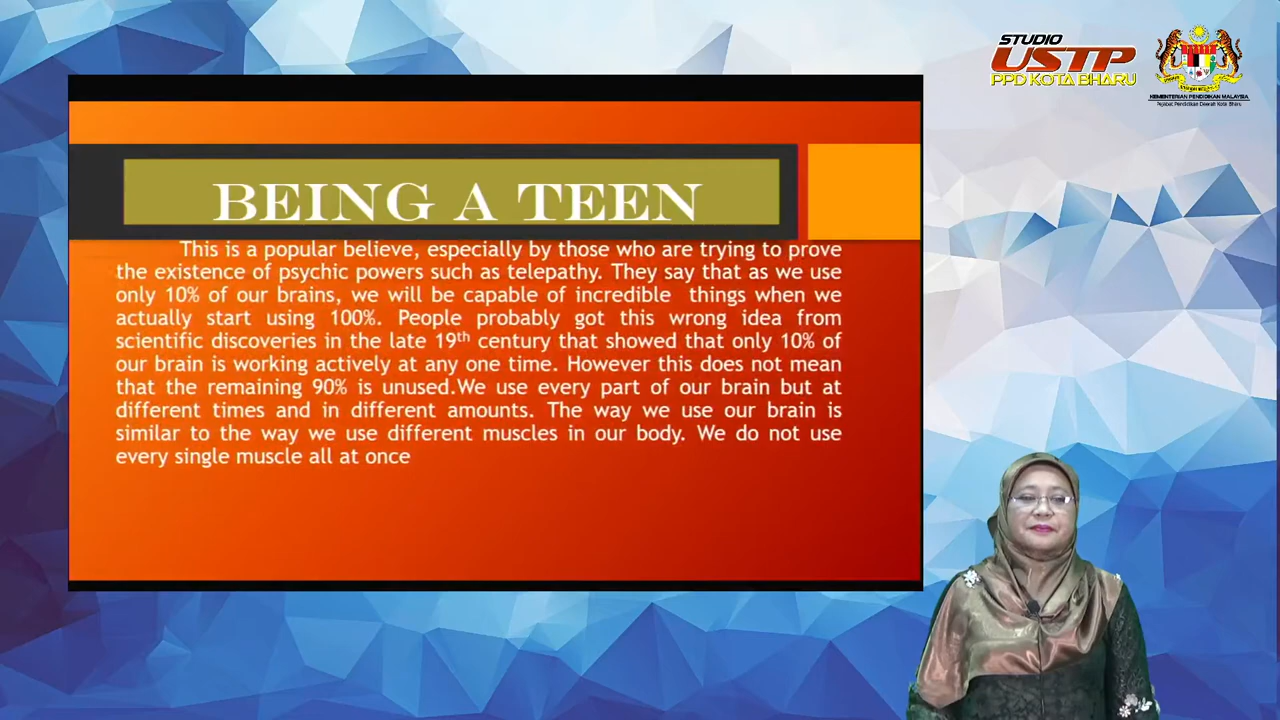 STUDIO
USTP
PPD KOTA BHARU
KEMENTERIAN PENDIDIKAN MALAYSIA
Pejabat Pendidikan Daerah Kota Bharu
BEING A TEEN
This is a popular believe, especially by those who are trying to prove
the existence of psychic powers such as telepathy. They say that as we use
only 10% of our brains, we will be capable of incredible things when we
actually start using 100%. People probably got this wrong idea from
scientific discoveries in the late 19th century that showed that only 10% of
our brain is working actively at any one time. However this does not mean
that the remaining 90% is unused.We use every part of our brain but at
different times and in different amounts. The way we use our brain is
similar to the way we use different muscles in our body. We do not use
every single muscle all at once